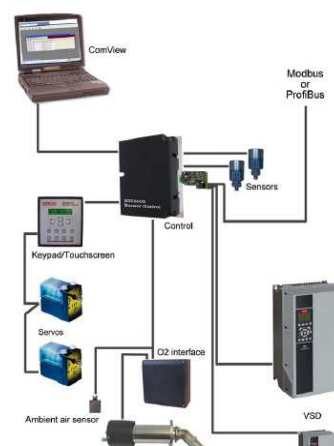 ComView
Modbus
or
ProfiBus
Sensors
Control
Keypad/Touchscreen
Servos
O2 interface
Ambient air sensor
VSD